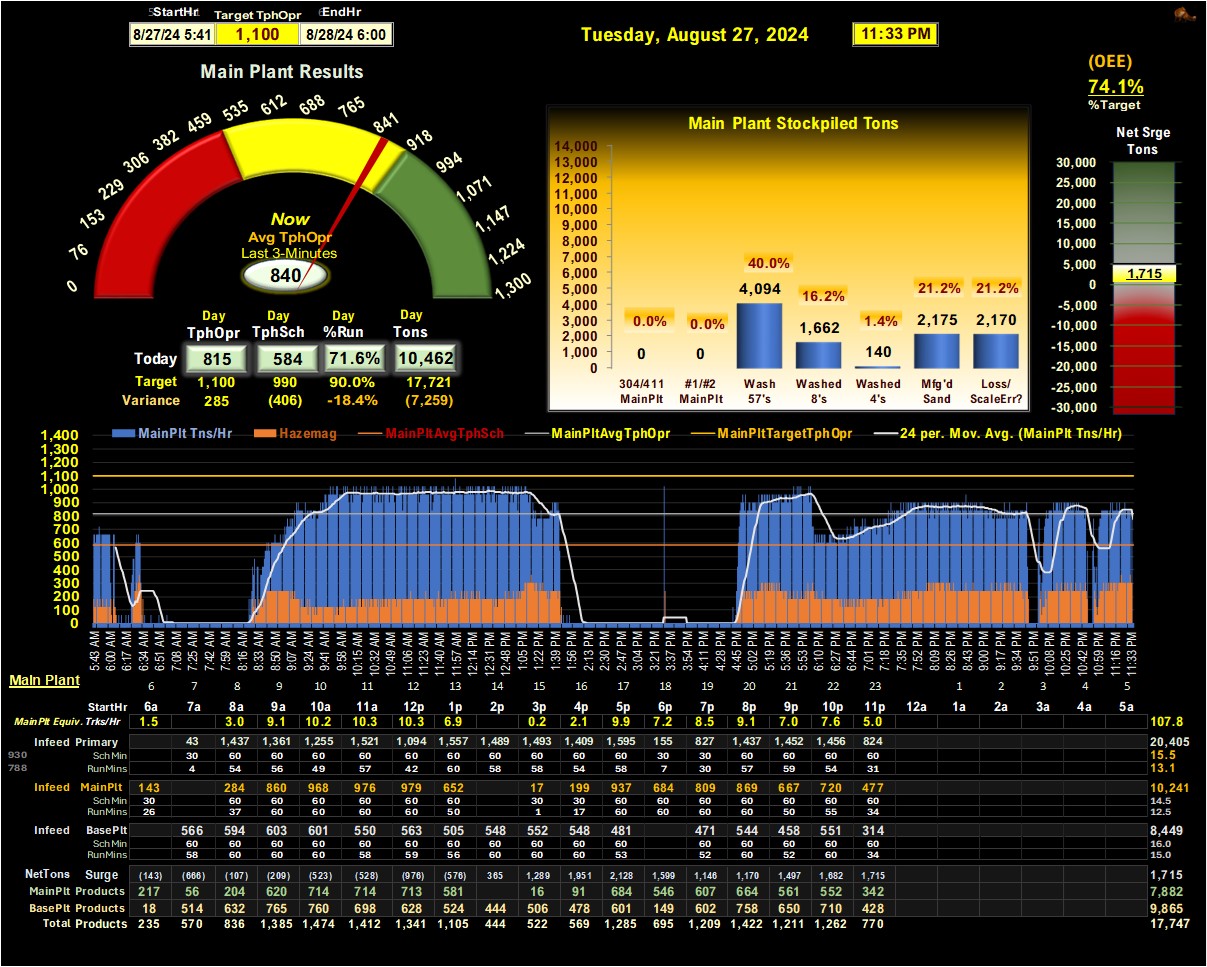 StartHr Target TphOpr EndHr
8/27/24 5:41 1,100 8/28/24 6:00
Tuesday, August 27, 2024 11:33 PM
(OEE)
74.1%
%Target
Main Plant Results
0 76 153 229 306 382 459 535 612 688 765 841 918 994 1,071 1,147 1,224 1,300
Now
Avg TphOpr
Last 3-Minutes
840
Day Day Day Day
TphOpr TphSch %Run Tons
Today 815 584 71.6% 10,462
Target 1,100 990 90.0% 17,721
Variance 285 (406) -18.4% (7,259)
Main Plant Stockpiled Tons
14,000
13,000
12,000
11,000
10,000
9,000
8,000
7,000
6,000
5,000
4,000
3,000
2,000
1,000
0
0.0% 0.0% 40.0% 16.2% 1.4% 21.2% 21.2%
0 0 4,094 1,662 140 2,175 2,170
304/411 #1/#2 Wash Washed Washed Mfg'd Loss/
MainPlt MainPlt 57's 8's 4's Sand ScaleErr?
Net Srge
Tons
30,000
25,000
20,000
15,000
10,000
5,000
1,715
0
-5,000
-10,000
-15,000
-20,000
-25,000
-30,000
MainPlt Tns/Hr Hazemag MainPltAvgTphSch MainPltAvgTphOpr MainPltTargetTphOpr 24 per. Mov. Avg. (MainPlt Tns/Hr)
1,400
1,300
1,200
1,100
1,000
900
800
700
600
500
400
300
200
100
0
5:43 AM 6:00 AM 6:17 AM 6:34 AM 6:51 AM 7:08 AM 7:25 AM 7:42 AM 7:59 AM 8:16 AM 8:33 AM 8:50 AM 9:07 AM 9:24 AM 9:41 AM 9:58 AM 10:15 AM 10:32 AM 10:49 AM 11:06 AM 11:23 AM 11:40 AM 11:57 AM 12:14 PM 12:31 PM 12:48 PM 1:05 PM 1:22 PM 1:39 PM 1:56 PM 2:13 PM 2:30 PM 2:47 PM 3:04 PM 3:21 PM 3:37 PM 3:54 PM 4:11 PM 4:28 PM 4:45 PM 5:02 PM 5:19 PM 5:36 PM 5:53 PM 6:10 PM 6:27 PM 6:44 PM 7:01 PM 7:18 PM 7:35 PM 7:52 PM 8:09 PM 8:26 PM 8:43 PM 9:00 PM 9:17 PM 9:34 PM 9:51 PM 10:08 PM 10:25 PM 10:42 PM 10:59 PM 11:16 PM 11:33 PM
Main Plant 6 7 8 9 10 11 12 13 14 15 16 17 18 19 20 21 22 23 1 2 3 4 5
StartHr 6a 7a 8a 9a 10a 11a 12p 1p 2p 3p 4p 5p 6p 7p 8p 9p 10p 11p 12a 1a 2a 3a 4a 5a
MainPlt Equiv. Trks/Hr 1.5 3.0 9.1 10.2 10.3 10.3 6.9 0.2 2.1 9.9 7.2 8.5 9.1 7.0 7.6 5.0 107.8
Infeed Primary 43 1,437 1,361 1,255 1,521 1,094 1,557 1,489 1,493 1,409 1,595 155 827 1,437 1,452 1,456 824 20,405
930 SchMin 30 60 60 60 60 60 60 60 60 60 60 30 30 60 60 60 60 15.5
788 RunMins 4 54 56 49 57 42 60 58 58 54 58 7 30 57 59 54 31 13.1
Infeed MainPlt 143 284 860 968 976 979 652 17 199 937 684 809 869 667 720 477 10,241
SchMin 30 60 60 60 60 60 60 30 30 60 60 60 60 60 60 60 14.5
RunMins 26 37 60 60 60 60 50 1 17 60 60 60 60 50 55 34 12.5
Infeed BasePlt 566 594 603 601 550 563 505 548 552 548 481 471 544 458 551 314 8,449
SchMin 60 60 60 60 60 60 60 60 60 60 60 60 60 60 60 60 16.0
RunMins 58 60 60 60 58 59 56 60 60 60 53 52 60 52 60 34 15.0
NetTons Surge (143) (666) (107) (209) (523) (528) (976) (576) 365 1,289 1,951 2,128 1,599 1,146 1,170 1,497 1,682 1,715 1,715
MainPlt Products 217 56 204 620 714 714 713 581 16 91 684 546 607 664 561 552 342 7,882
BasePlt Products 18 514 632 765 760 698 628 524 444 506 478 601 149 602 758 650 710 428 9,865
Total Products 235 570 836 1,385 1,474 1,412 1,341 1,105 444 522 569 1,285 695 1,209 1,422 1,211 1,262 770 17,747